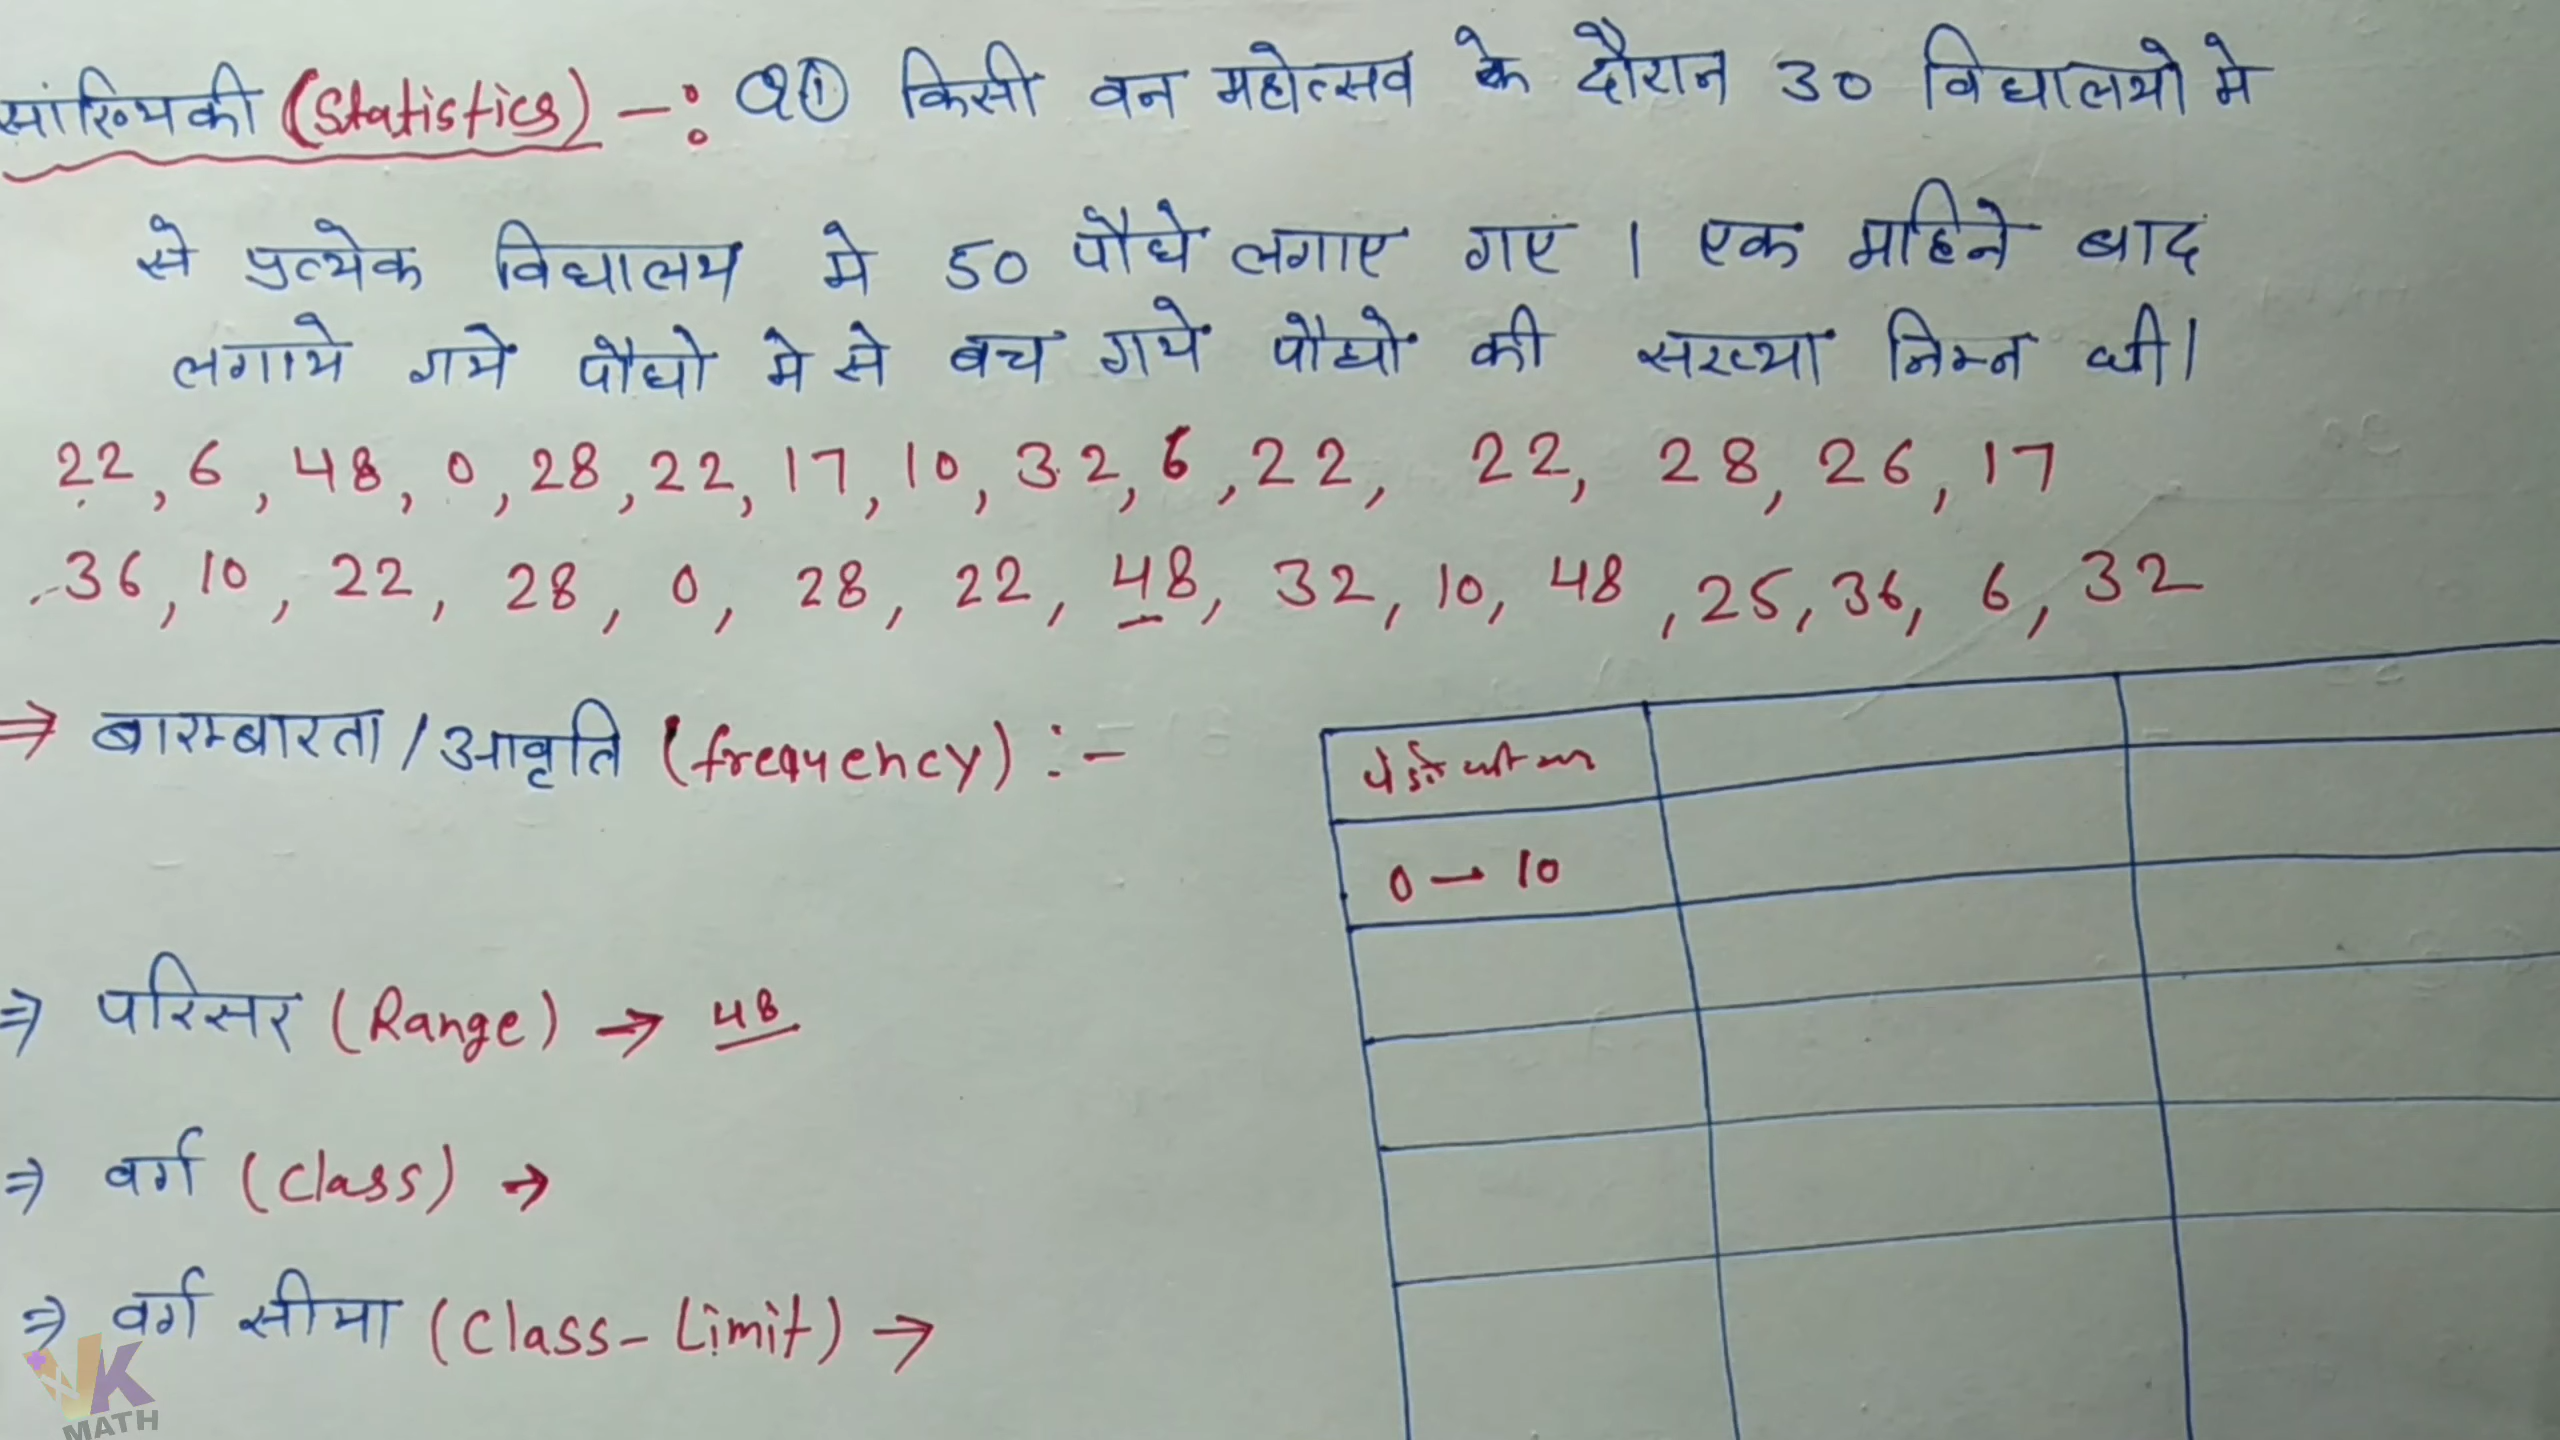 सांख्यिकी (Statistics) -: Q① किसी वन महोत्सव के दौरान 30 विद्यालयो मे
से प्रत्येक विद्यालय मे 50 पौधे लगाए गए । एक महिने बाद
लगाये गये पौधो मे से बच गये पौधो की सख्या निम्न थी।
22, 6, 48, 0, 28, 22, 17, 10, 32, 6, 22, 22, 28, 26, 17
36, 10, 22, 28, 0, 28, 22, 48, 32, 10, 48, 25, 36, 6, 32
⇒ बारम्बारता / आवृति (frequency) :-
0 - 10
⇒ परिसर (Range) → 48
⇒ वर्ग (Class) →
⇒ वर्ग सीमा (Class- Limit) →
VK
MATH